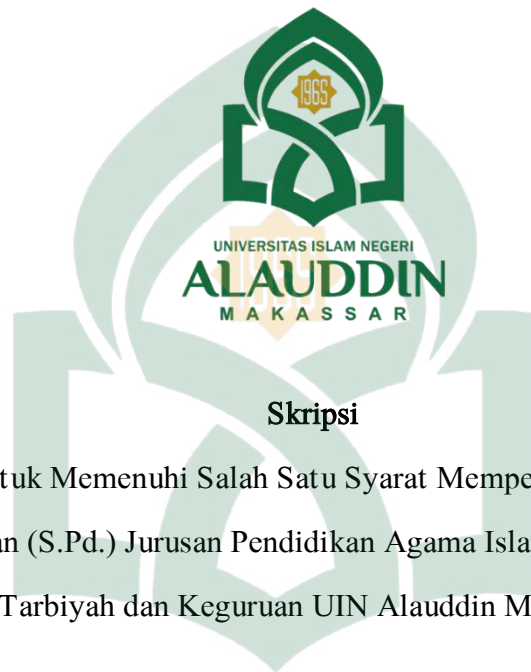 1965
UNIVERSITAS ISLAM NEGERI
ALAUDDIN
MAKASSAR
Skripsi
tuk Memenuhi Salah Satu Syarat Mempe
an (S.Pd.) Jurusan Pendidikan Agama Isla
Tarbiyah dan Keguruan UIN Alauddin M